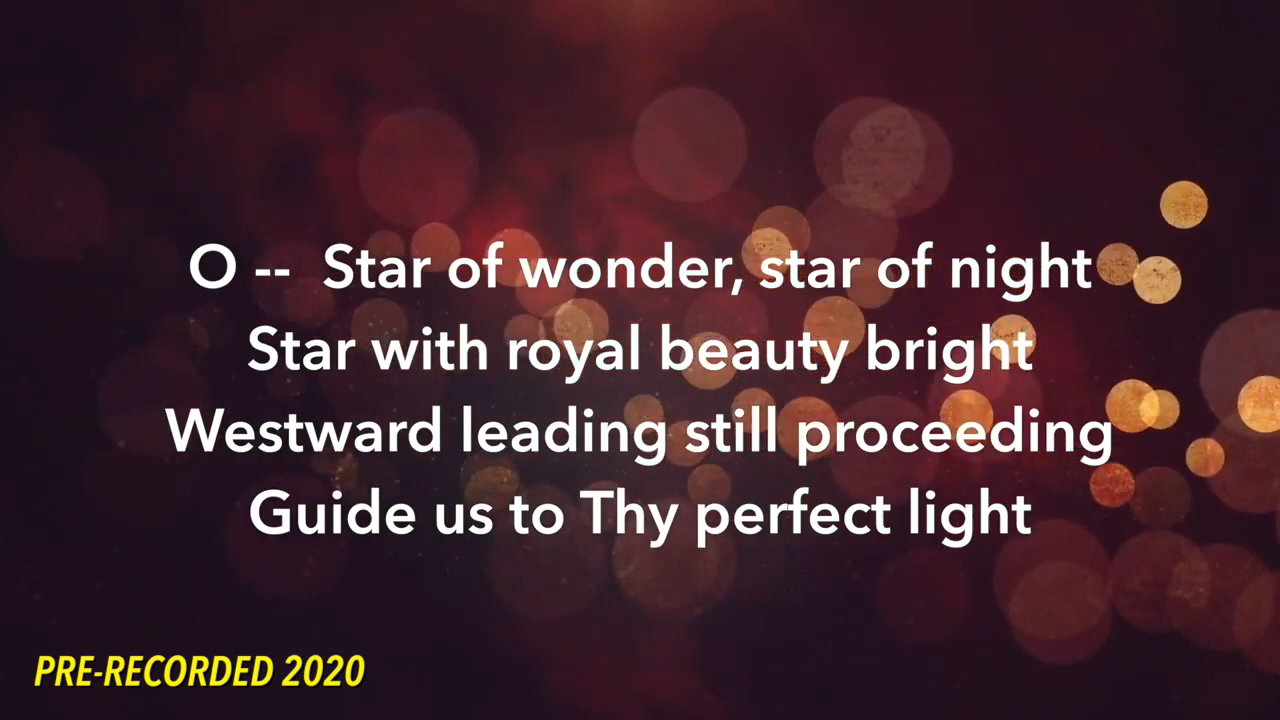 O -- Star of wonder, star of night
Star with royal beauty bright
Westward leading still proceeding
Guide us to Thy perfect light
PRE-RECORDED 2020